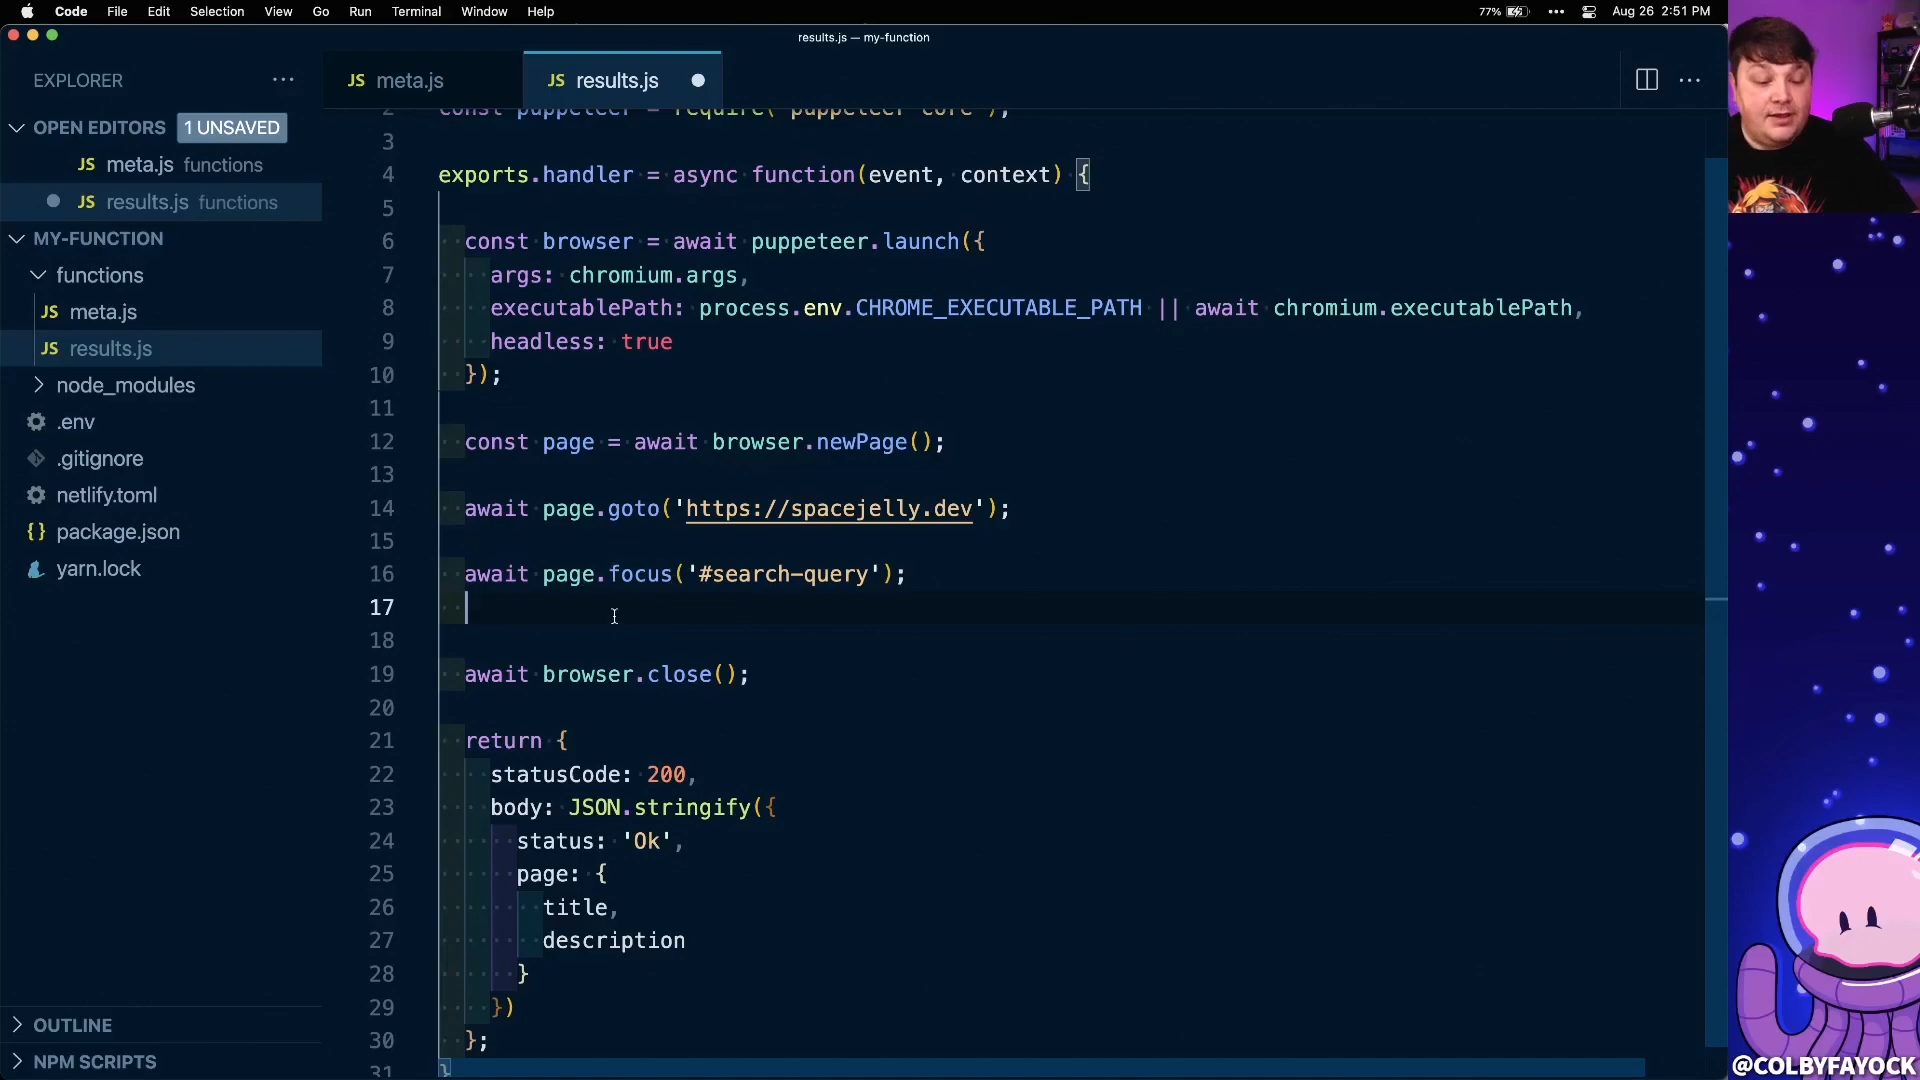 Code File Edit Selection View Go Run Terminal Window Help 77% Aug 26 2:51 PM
results.js — my-function
EXPLORER
JS meta.js
JS results.js
OPEN EDITORS 1 UNSAVED
JS meta.js functions
JS results.js functions
MY-FUNCTION
functions
JS meta.js
JS results.js
node_modules
.env
.gitignore
netlify.toml
{} package.json
yarn.lock
OUTLINE
NPM SCRIPTS
2 const puppeteer = require('puppeteer-core');
3
4 exports.handler = async function(event, context) {
5
6 const browser = await puppeteer.launch({
7 args: chromium.args,
8 executablePath: process.env.CHROME_EXECUTABLE_PATH || await chromium.executablePath,
9 headless: true
10 });
11
12 const page = await browser.newPage();
13
14 await page.goto('https://spacejelly.dev');
15
16 await page.focus('#search-query');
17
18
19 await browser.close();
20
21 return {
22 statusCode: 200,
23 body: JSON.stringify({
24 status: 'Ok',
25 page: {
26 title,
27 description
28 }
29 })
30 };
31 }
@COLBYFAYOCK